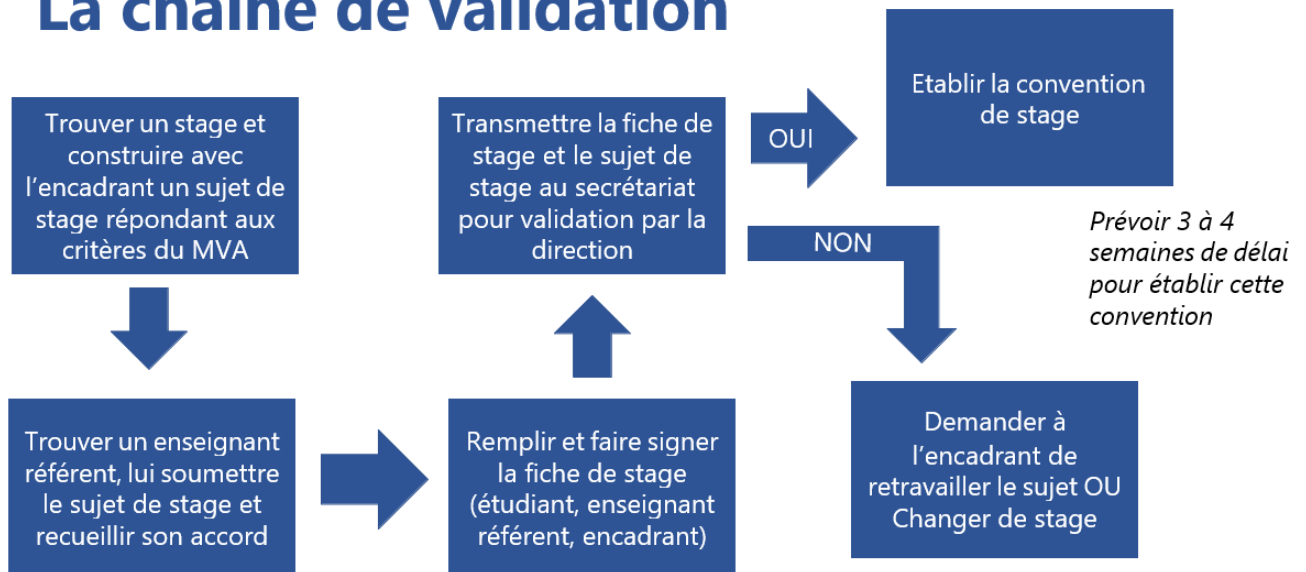 La chaîne de validation
Trouver un stage et
construire avec
l'encadrant un sujet de
stage répondant aux
critères du MVA
Trouver un enseignant
référent, lui soumettre
le sujet de stage et
recueillir son accord
Remplir et faire signer
la fiche de stage
(étudiant, enseignant
référent, encadrant)
Transmettre la fiche de
stage et le sujet de
stage au secrétariat
pour validation par la
direction
OUI
Etablir la convention
de stage
Prévoir 3 à 4
semaines de délai
pour établir cette
convention
NON
Demander à
l'encadrant de
retravailler le sujet OU
Changer de stage